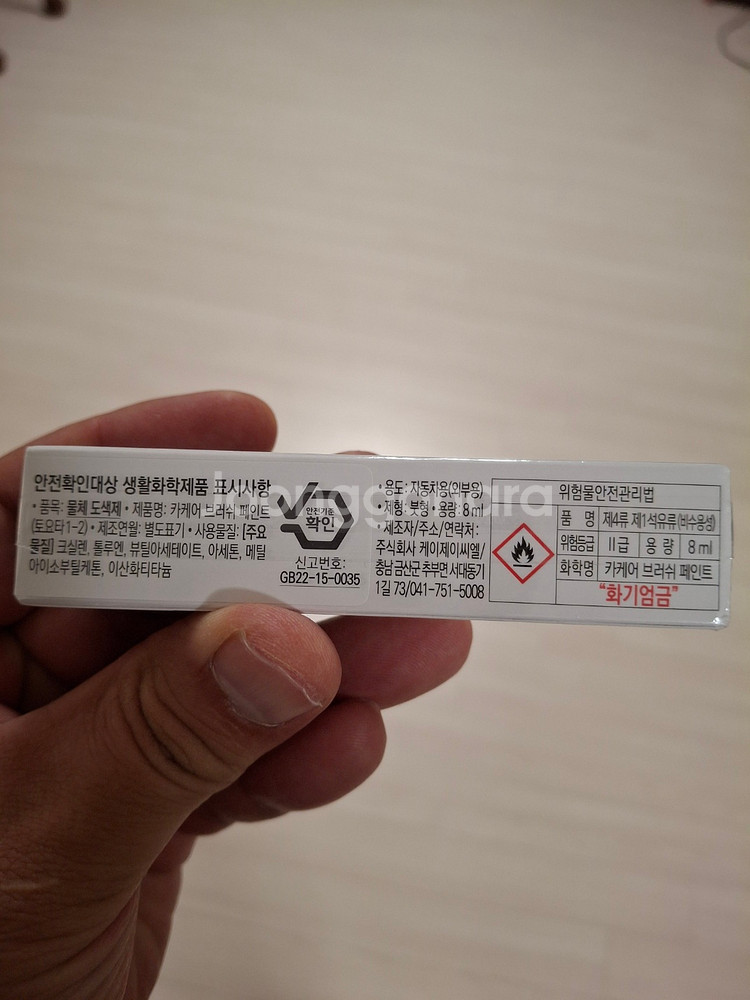 안전확인대상 생활화학제품 표시사항
• 품목: 물체 도색제 • 제품명: 카케어 브러쉬 페인트
(토요타1-2) • 제조연월: 별도표기 • 사용물질: [주요
물질] 크실렌, 톨루엔, 뷰틸아세테이트, 아세톤, 메틸
아이소부틸케톤, 이산화티타늄
안전기준
확인
신고번호:
GB22-15-0035
• 용도: 자동차용(외부용)
• 제형: 붓형 • 용량: 8ml
• 제조자/주소/연락처:
주식회사 케이제이씨엘/
충남 금산군 추부면 서대동기
1길 73/041-751-5008
위험물안전관리법
품 명 제4류 제1석유류(비수용성)
위험등급 II급 용 량 8ml
화학명 카케어 브러쉬 페인트
"화기엄금"